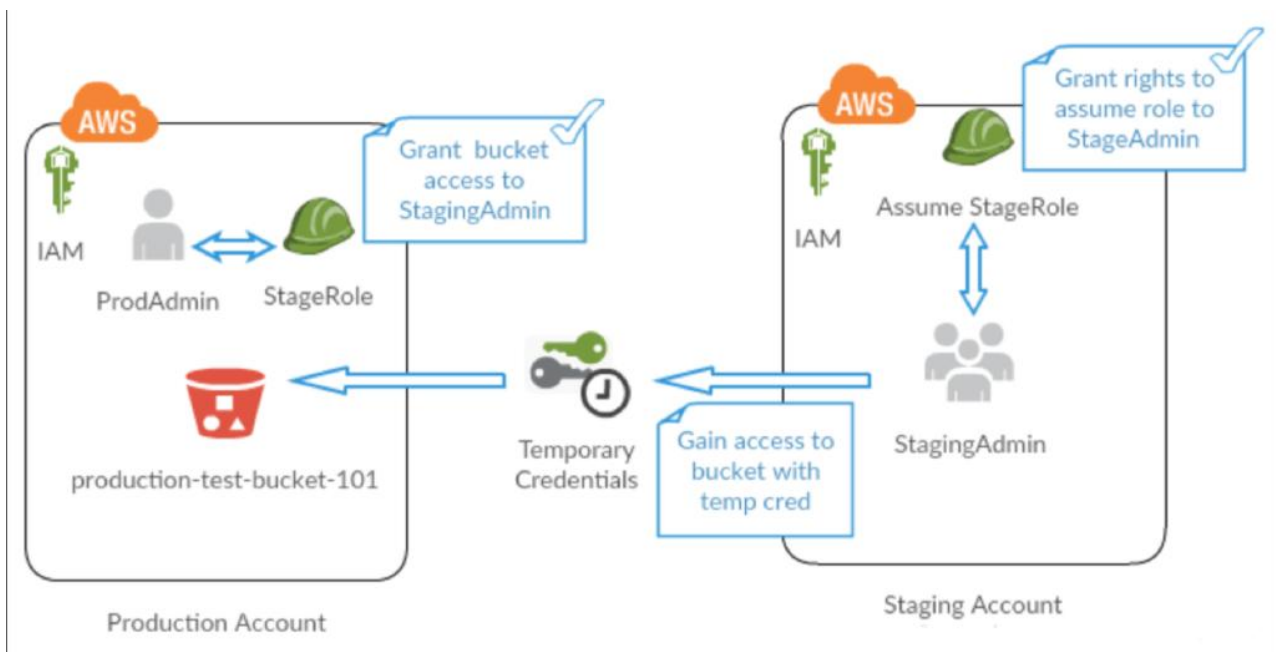 AWS
IAM
ProdAdmin
StageRole
Grant bucket
access to
StagingAdmin
production-test-bucket-101
Production Account
Temporary
Credentials
Gain access to
bucket with
temp cred
AWS
IAM
Grant rights to
assume role to
StageAdmin
Assume StageRole
StagingAdmin
Staging Account